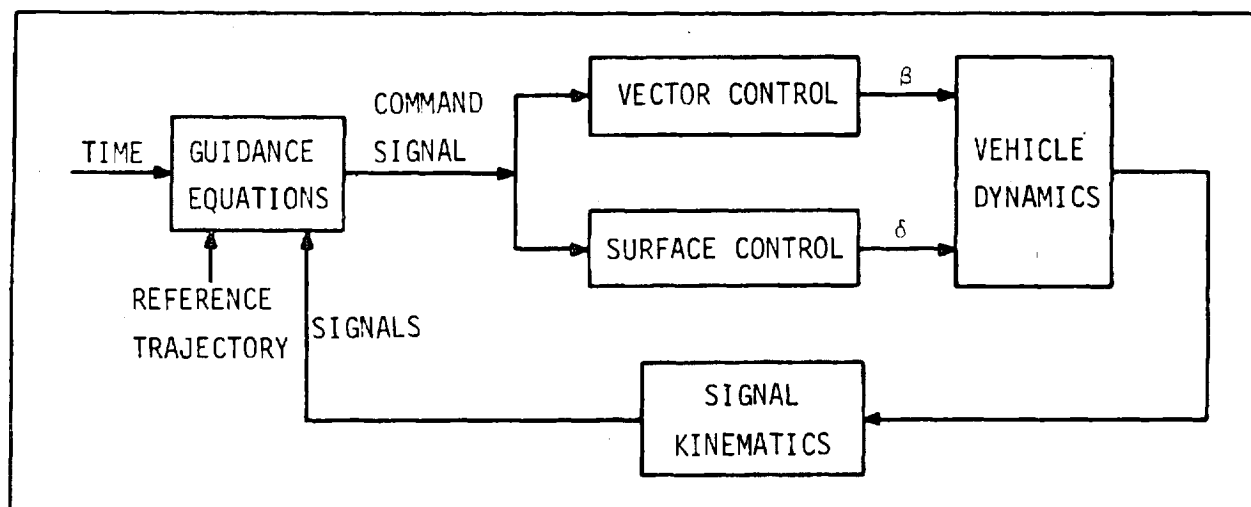 TIME
GUIDANCE
EQUATIONS
COMMAND
SIGNAL
VECTOR CONTROL
β
SURFACE CONTROL
δ
VEHICLE
DYNAMICS
REFERENCE
TRAJECTORY
SIGNALS
SIGNAL
KINEMATICS